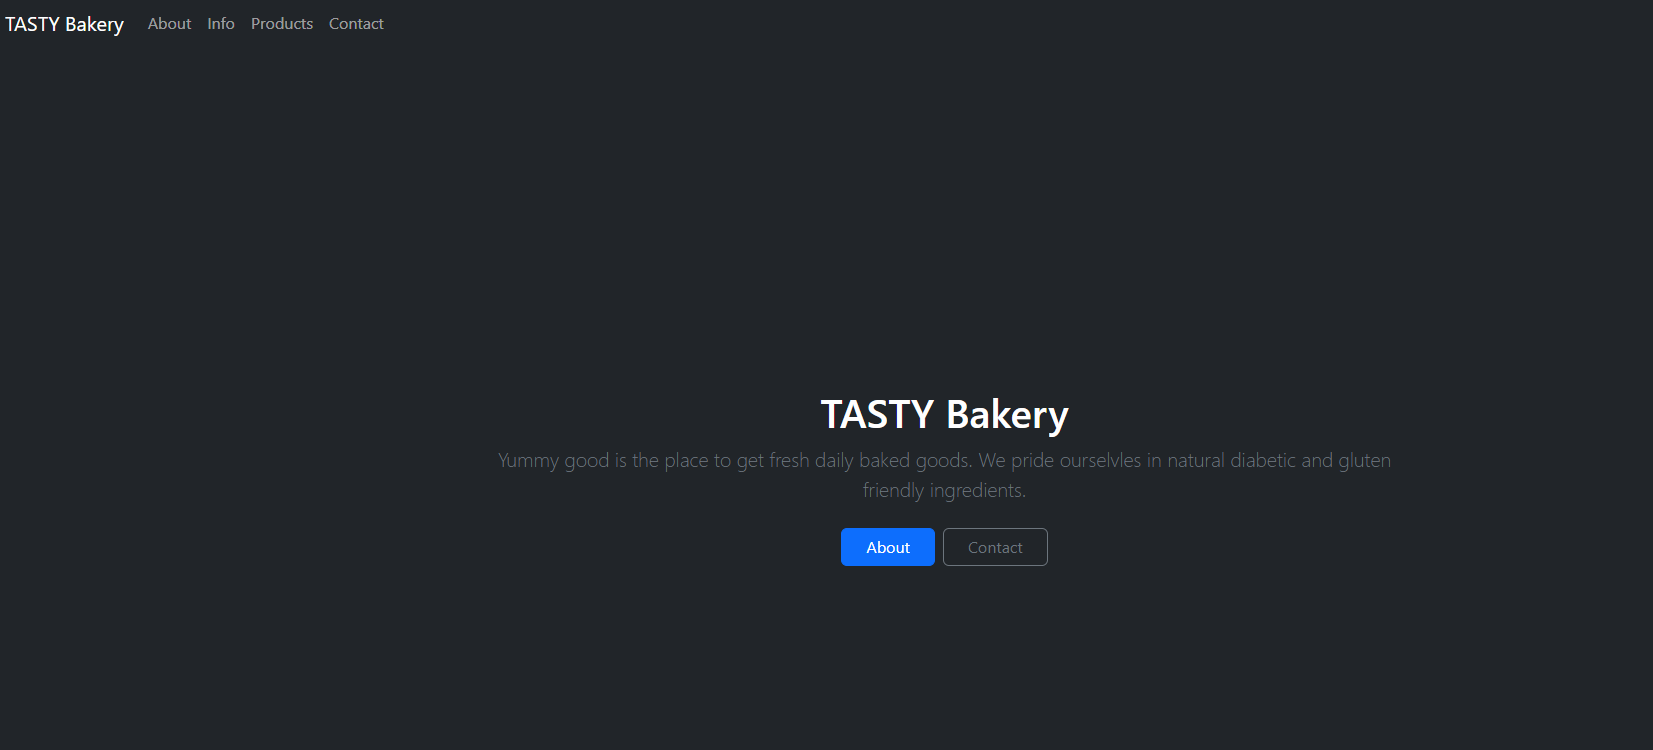 TASTY Bakery About Info Products Contact
TASTY Bakery
Yummy good is the place to get fresh daily baked goods. We pride ourselvles in natural diabetic and gluten
friendly ingredients.
About Contact